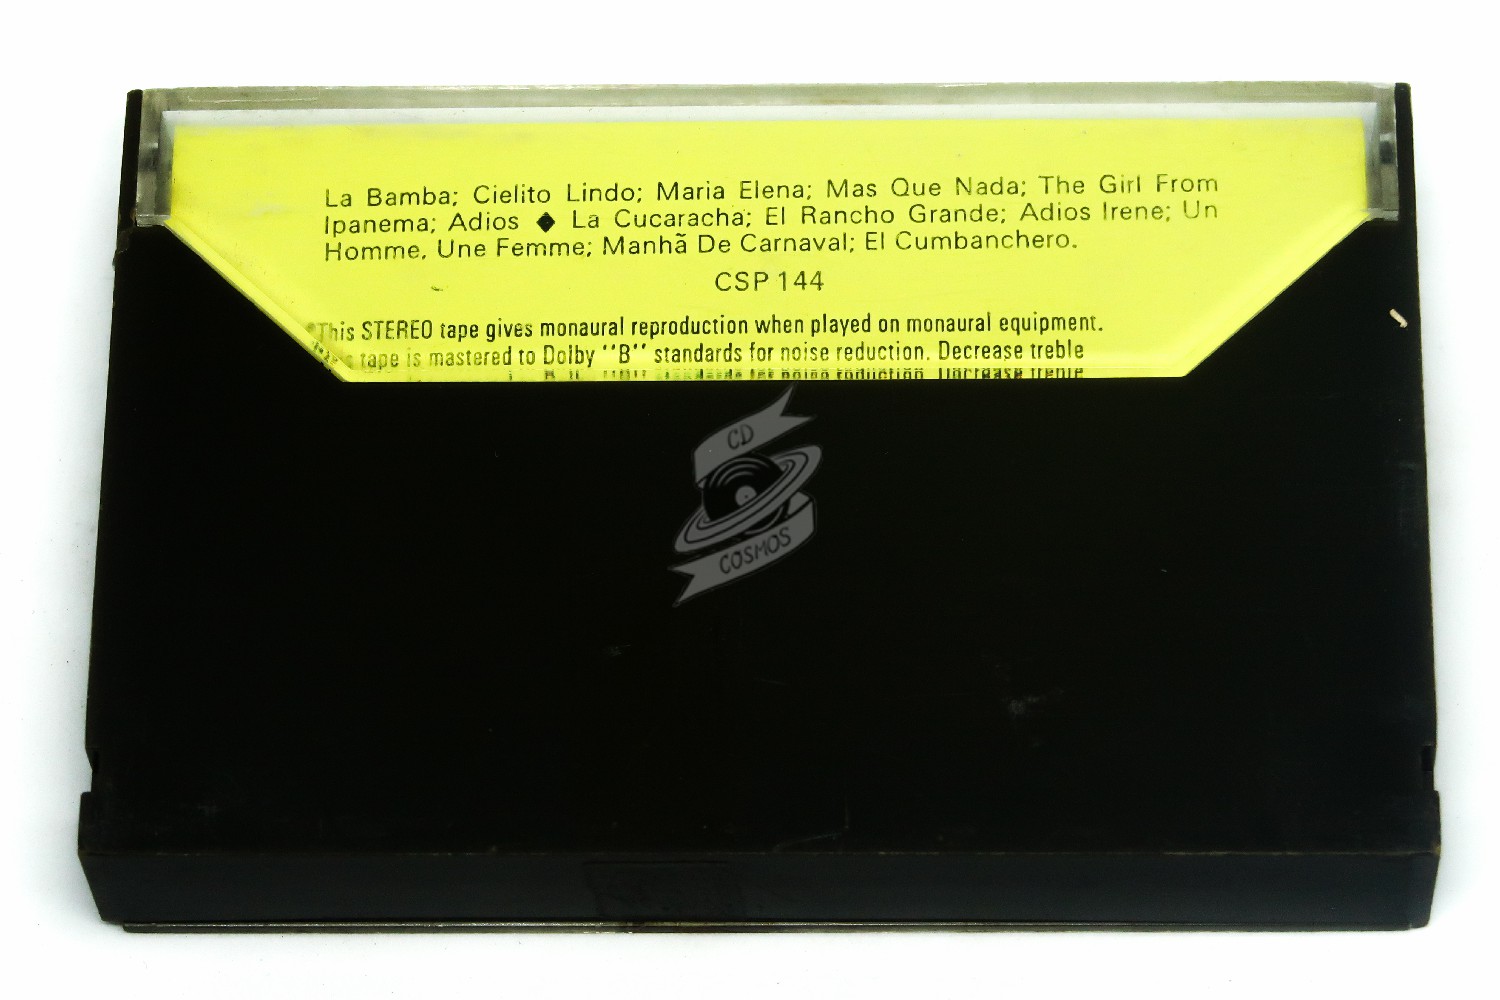 La Bamba; Cielito Lindo; Maria Elena; Mas Que Nada; The Girl From
Ipanema; Adios ◆ La Cucaracha; El Rancho Grande; Adios Irene; Un
Homme, Une Femme; Manhã De Carnaval; El Cumbanchero.
CSP 144
This STEREO tape gives monaural reproduction when played on monaural equipment.
tape is mastered to Dolby "B" standards for noise reduction. Decrease treble
CD
COSMOS